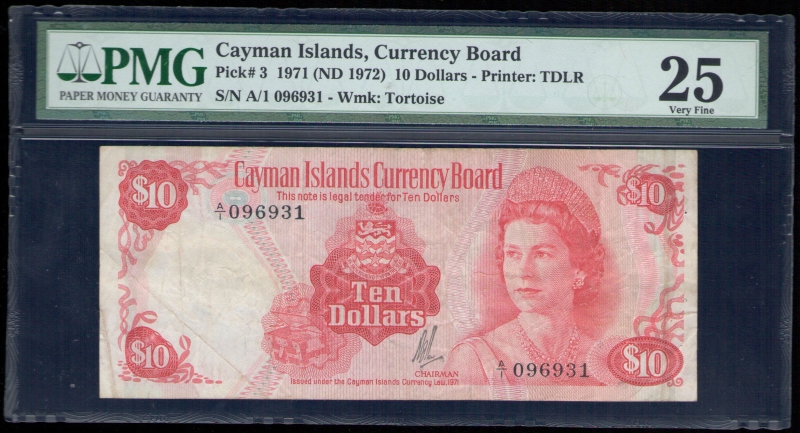 PMG
PAPER MONEY GUARANTY
Cayman Islands, Currency Board
Pick# 3 1971 (ND 1972) 10 Dollars - Printer: TDLR
S/N A/1 096931 - Wmk: Tortoise
25
Very Fine
$10
Cayman Islands Currency Board
$10
This note is legal tender for Ten Dollars
A/1 096931
Ten
Dollars
$10
A/1 096931
$10
CHAIRMAN
Issued under the Cayman Islands Currency Law, 1971